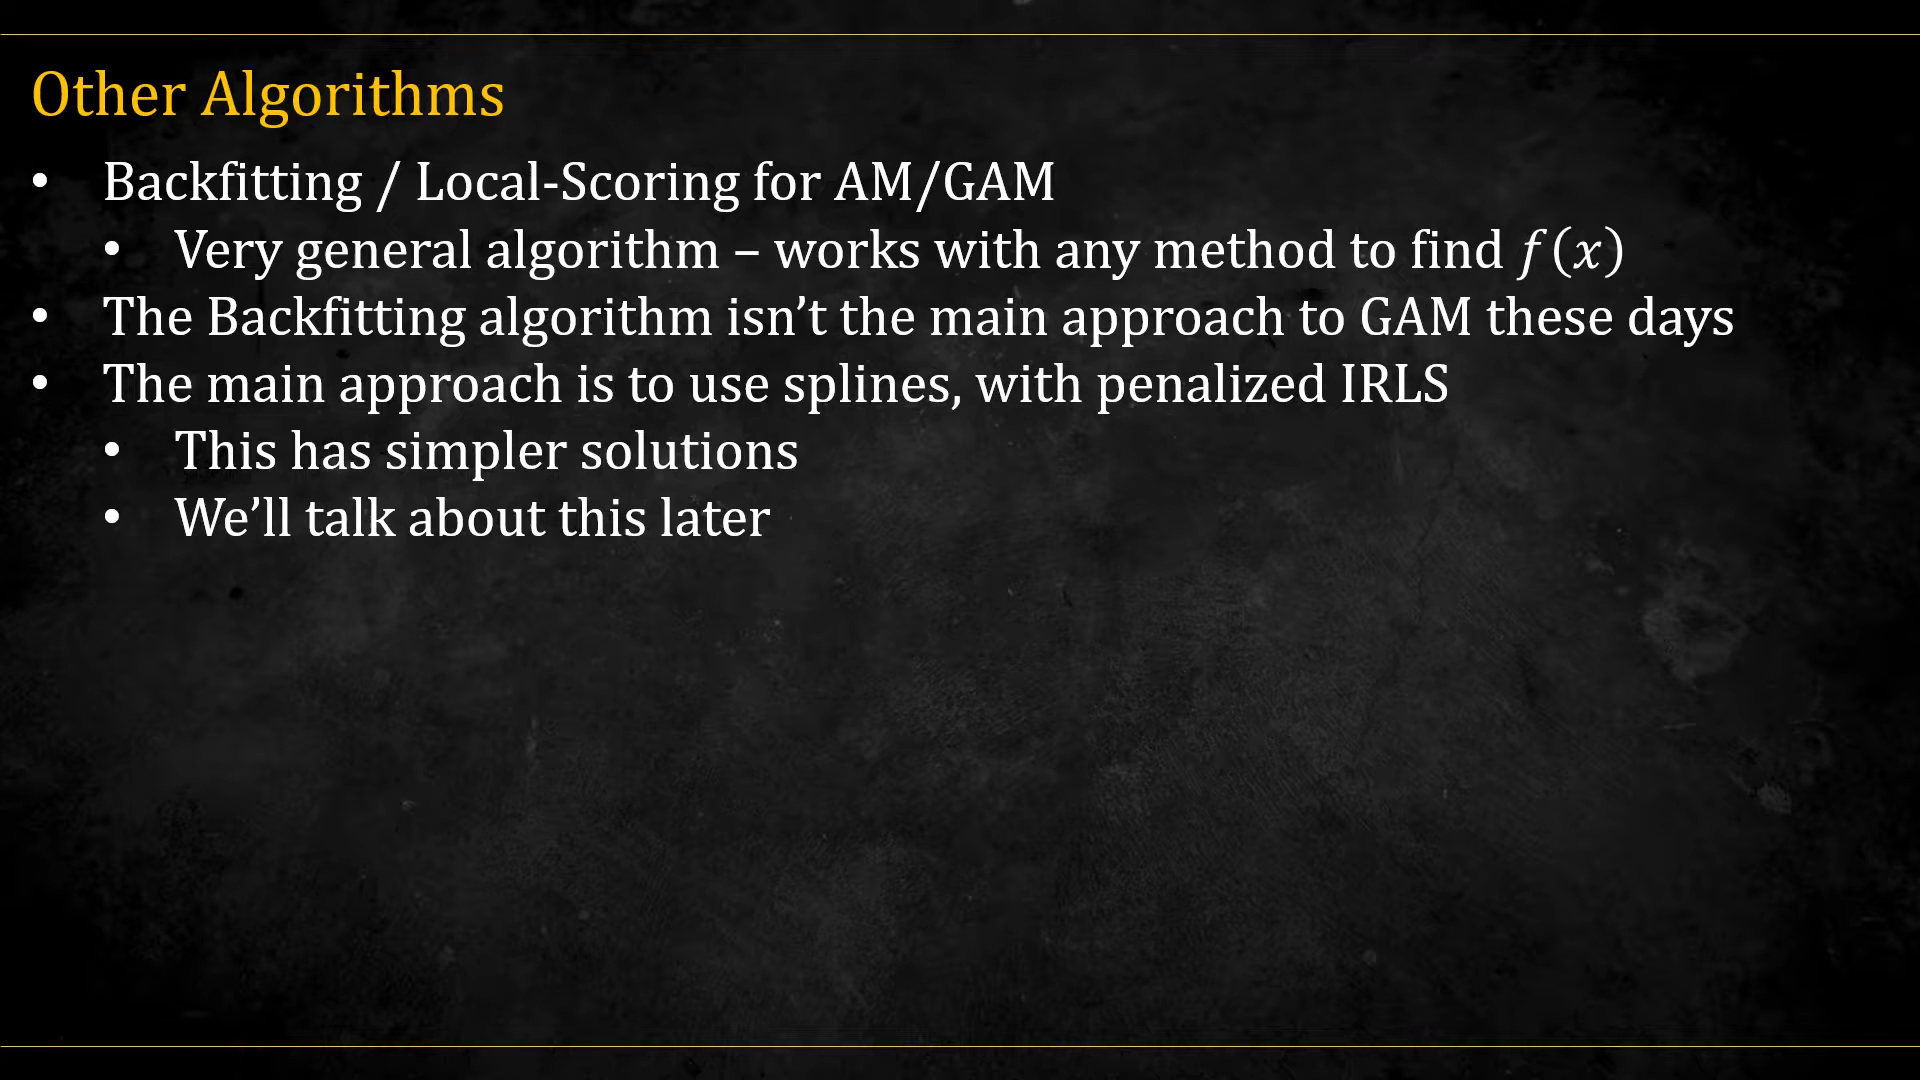 Other Algorithms
• Backfitting / Local-Scoring for AM/GAM
• Very general algorithm – works with any method to find f(x)
• The Backfitting algorithm isn’t the main approach to GAM these days
• The main approach is to use splines, with penalized IRLS
• This has simpler solutions
• We’ll talk about this later